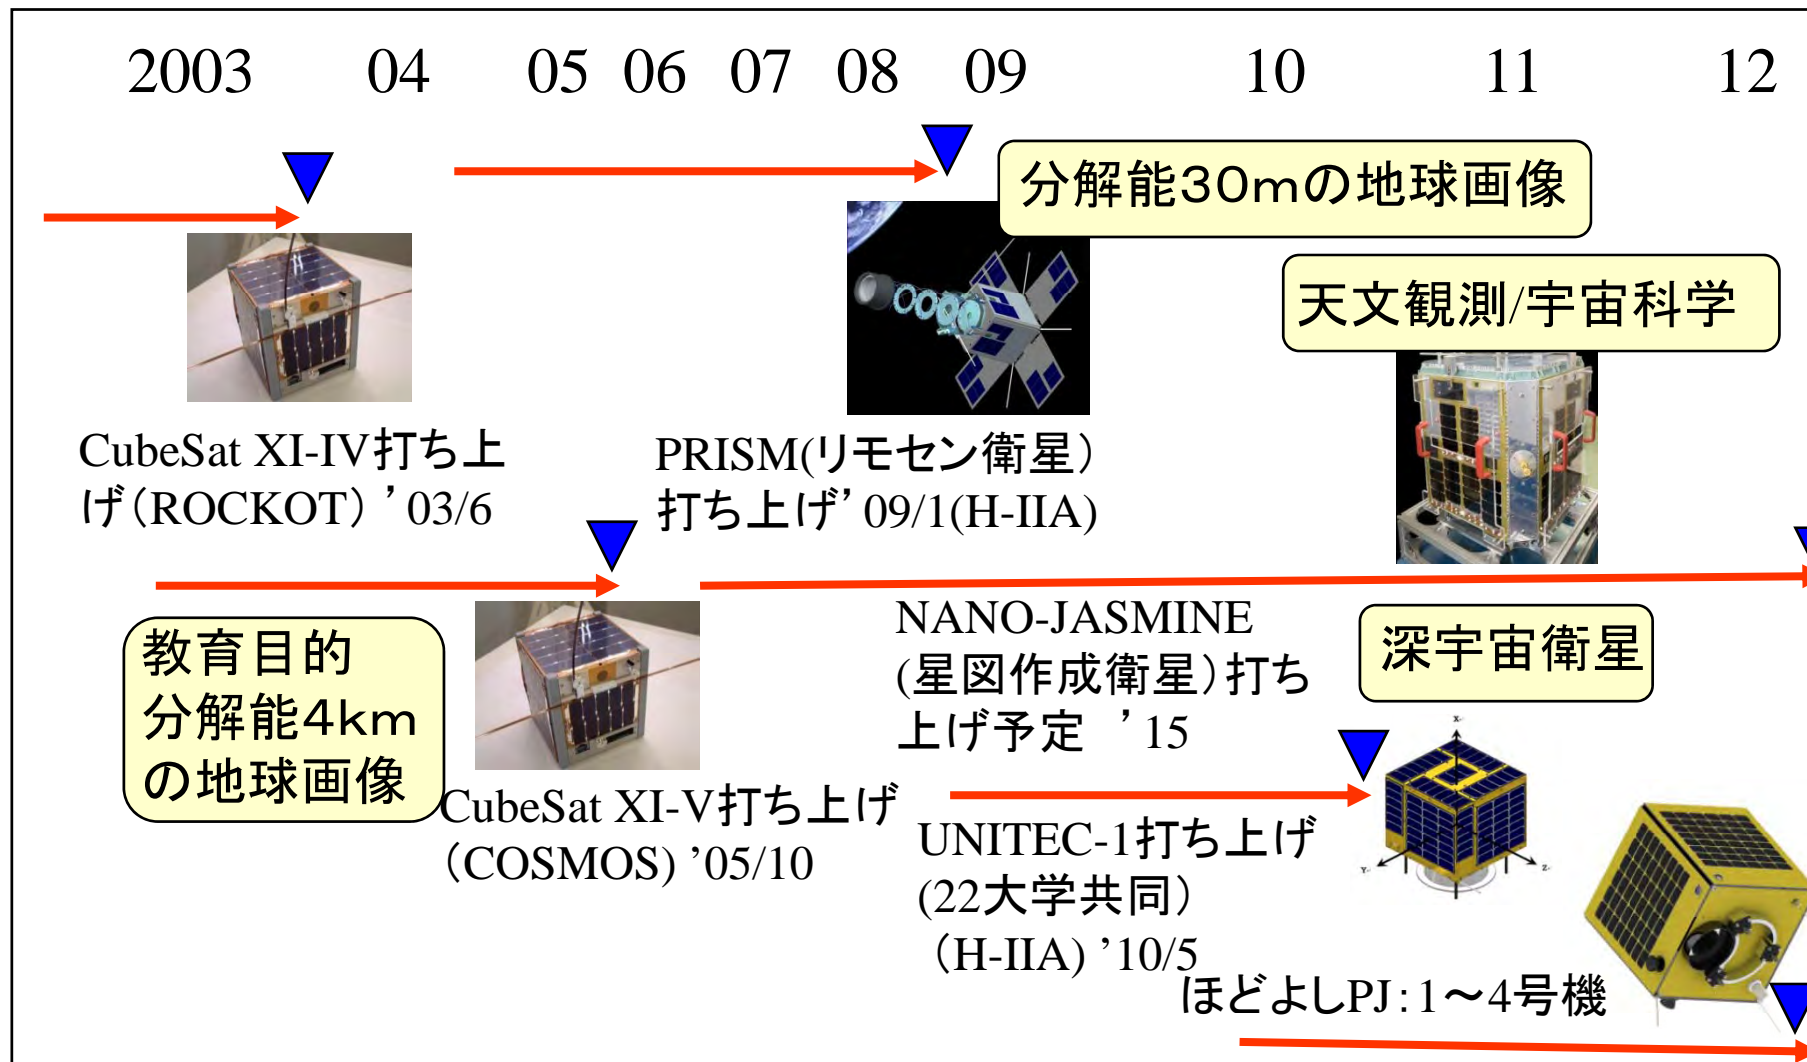 2003 04 05 06 07 08 09 10 11 12
分解能30mの地球画像
天文観測/宇宙科学
CubeSat XI-IV打ち上
げ（ROCKOT）’03/6
PRISM(リモセン衛星）
打ち上げ’09/1(H-IIA)
教育目的
分解能4km
の地球画像
CubeSat XI-V打ち上げ
（COSMOS) ’05/10
NANO-JASMINE
(星図作成衛星）打ち
上げ予定 ’15
深宇宙衛星
UNITEC-1打ち上げ
(22大学共同）
（H-IIA) ’10/5
X-
Y-
Z-
ほどよしPJ：1～4号機